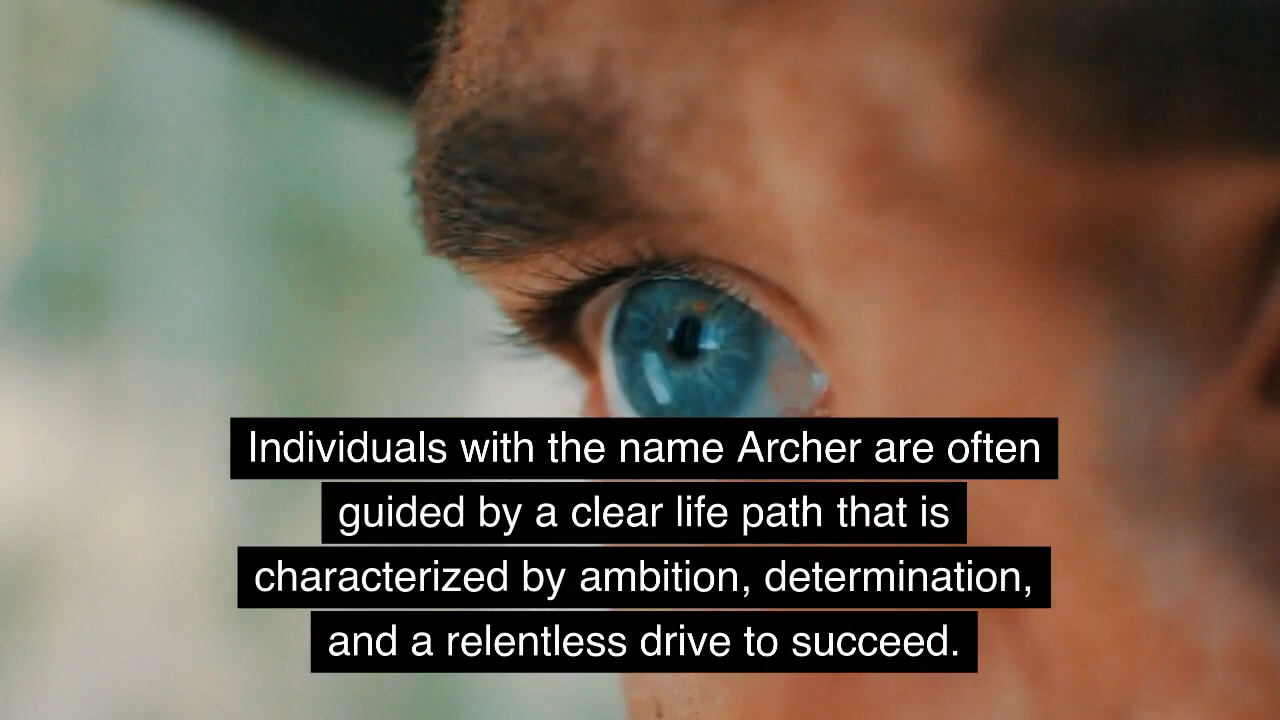 Individuals with the name Archer are often
guided by a clear life path that is
characterized by ambition, determination,
and a relentless drive to succeed.